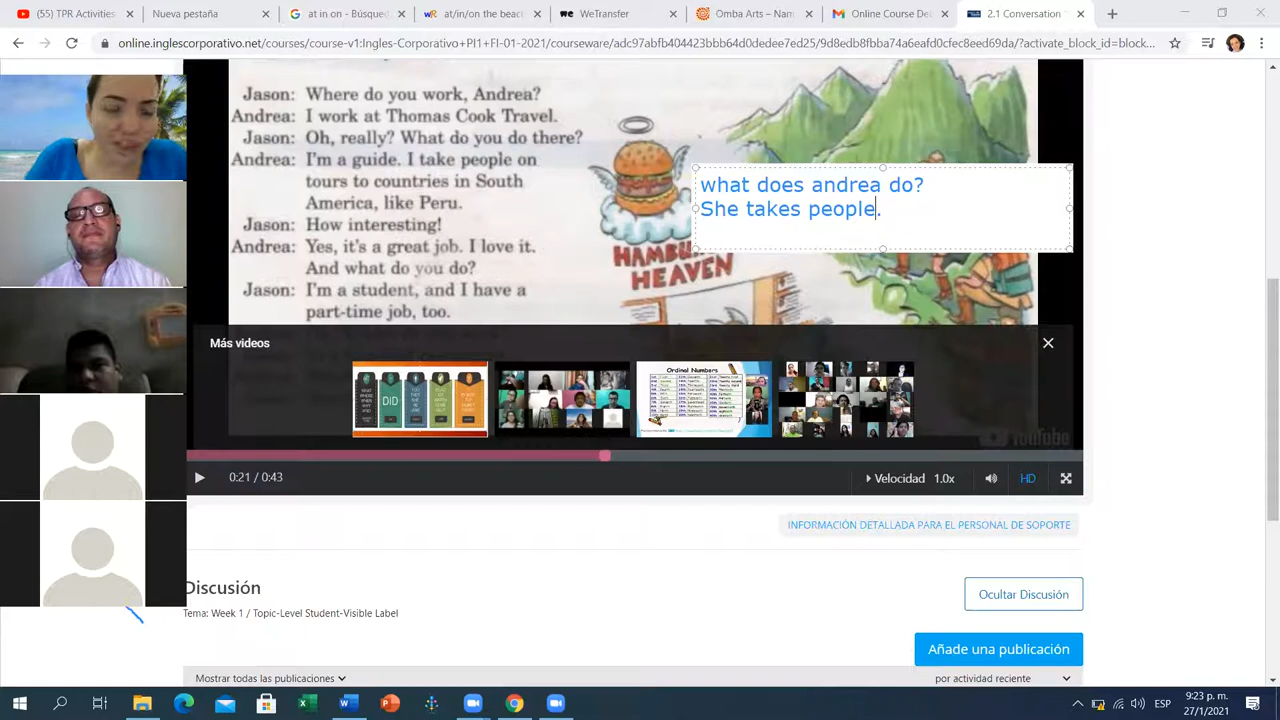 (55) TPR Actividades
Nueva pestaña
at in on - Búsqued
at/in/on the beach
WeTransfer
Omba Arts –
Online Course De
2.1 Conversation
online.inglescorporativo.net/courses/course-v1:Ingles-Corporativo+PI1+FI-01-2021/courseware/adc97abfb404423bbb64d0dedee7ed25/9d8edb8fbba74a6eafd0cfec8eed69da/?activate_block_id=block...
Jason: Where do you work, Andrea?
Andrea: I work at Thomas Cook Travel.
Jason: Oh, really? What do you do there?
Andrea: I'm a guide. I take people on
tours to countries in South
America, like Peru.
Jason: How interesting!
Andrea: Yes, it's a great job. I love it.
And what do you do?
Jason: I'm a student, and I have a
part-time job, too.
what does andrea do?
She takes people.
HAMBU
HEAVEN
Más videos
DID
Ordinal Numbers
YouTube
0:21 / 0:43
Velocidad 1.0x
HD
INFORMACIÓN DETALLADA PARA EL PERSONAL DE SOPORTE
Discusión
Ocultar Discusión
Tema: Week 1 / Topic-Level Student-Visible Label
Añade una publicación
Mostrar todas las publicaciones
por actividad reciente
ESP
9:23 p. m.
27/1/2021